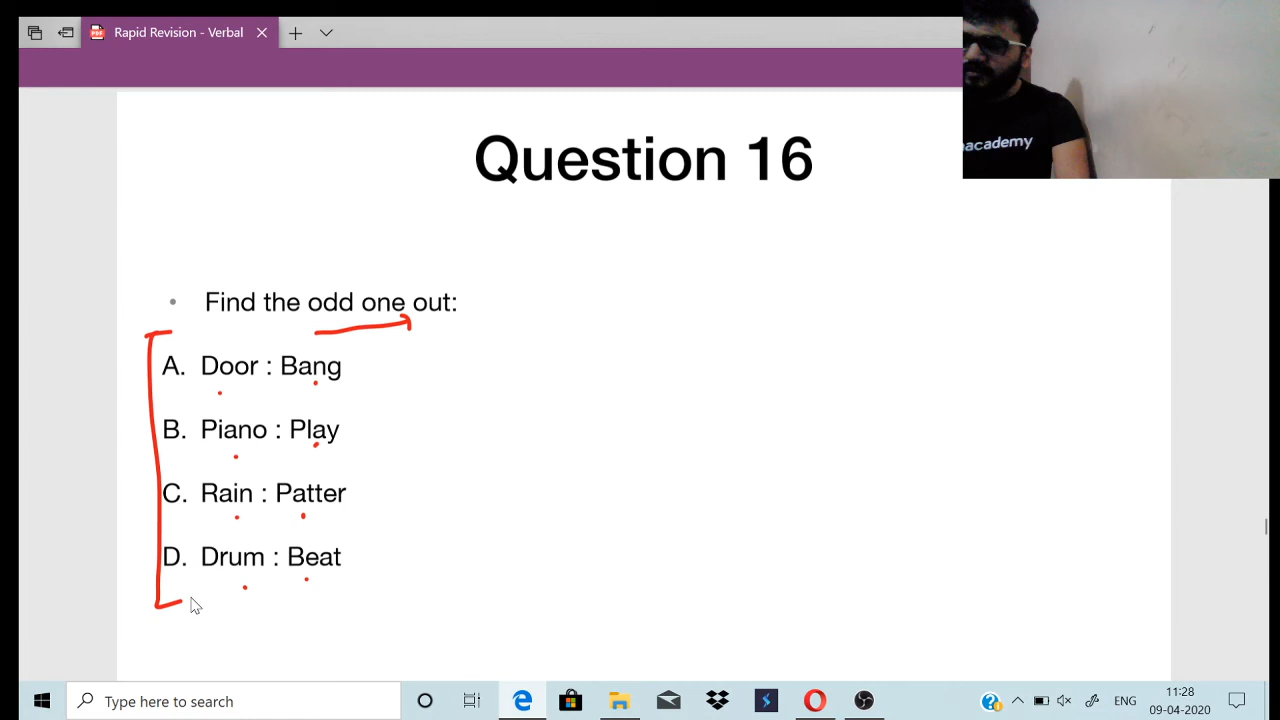 Rapid Revision - Verbal
Question 16
• Find the odd one out:
A. Door : Bang
B. Piano : Play
C. Rain : Patter
D. Drum : Beat
nacademy
Type here to search
ENG
11:28
09-04-2020